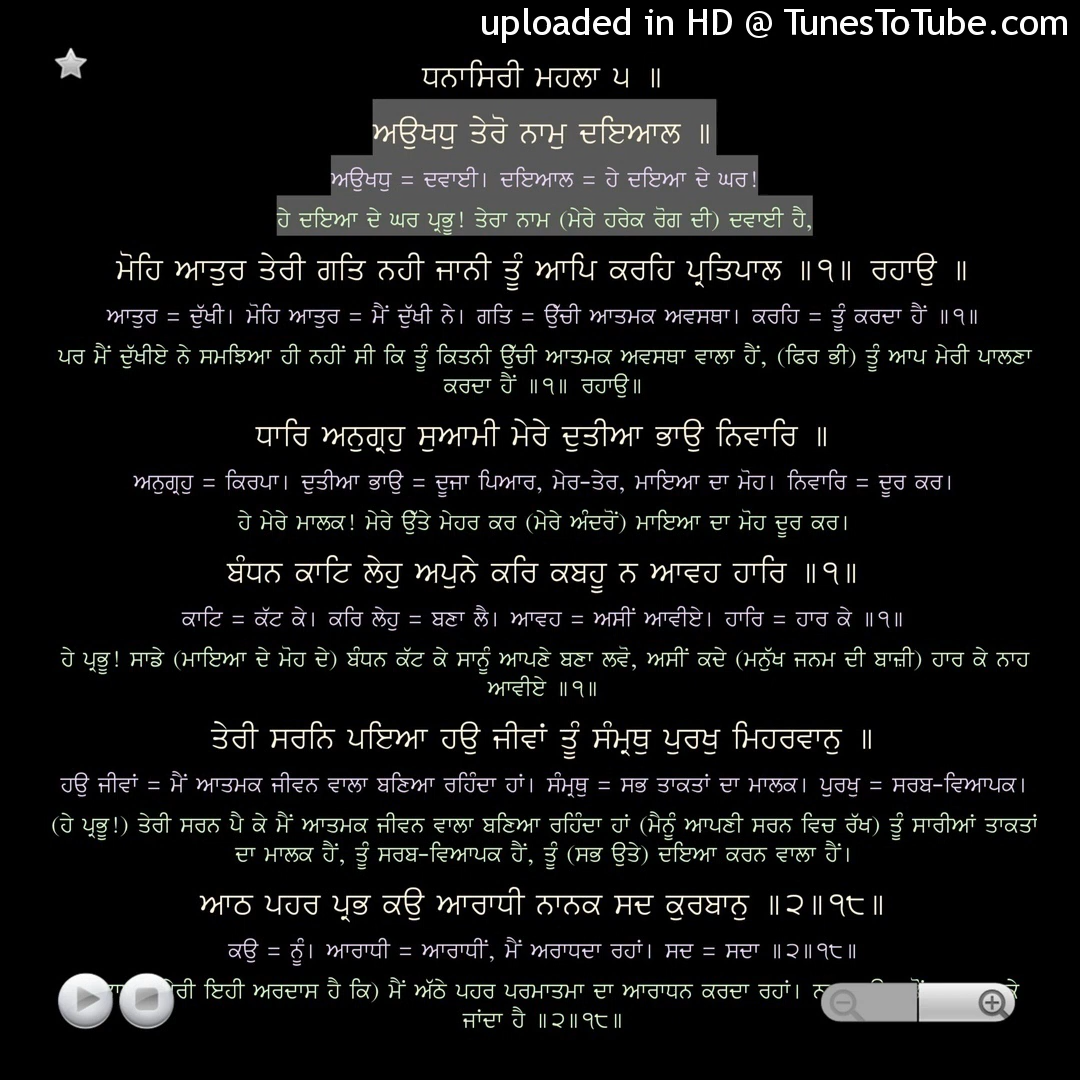 uploaded in HD @ TunesToTube.com
ਧਨਾਸਿਰੀ ਮਹਲਾ ੫ ॥
ਅਉਖਧੁ ਤੇਰੋ ਨਾਮੁ ਦਇਆਲ ॥
ਅਉਖਧੁ = ਦਵਾਈ। ਦਇਆਲ = ਹੇ ਦਇਆ ਦੇ ਘਰ!
ਹੇ ਦਇਆ ਦੇ ਘਰ ਪ੍ਰਭੂ! ਤੇਰਾ ਨਾਮ (ਮੇਰੇ ਹਰੇਕ ਰੋਗ ਦੀ) ਦਵਾਈ ਹੈ,
ਮੋਹਿ ਆਤੁਰ ਤੇਰੀ ਗਤਿ ਨਹੀ ਜਾਨੀ ਤੂੰ ਆਪਿ ਕਰਹਿ ਪ੍ਰਤਿਪਾਲ ॥੧॥ ਰਹਾਉ ॥
ਆਤੁਰ = ਦੁੱਖੀ। ਮੋਹਿ ਆਤੁਰ = ਮੈਂ ਦੁੱਖੀ ਨੇ। ਗਤਿ = ਉੱਚੀ ਆਤਮਕ ਅਵਸਥਾ। ਕਰਹਿ = ਤੂੰ ਕਰਦਾ ਹੈਂ ॥੧॥
ਪਰ ਮੈਂ ਦੁੱਖੀਏ ਨੇ ਸਮਝਿਆ ਹੀ ਨਹੀਂ ਸੀ ਕਿ ਤੂੰ ਕਿਤਨੀ ਉੱਚੀ ਆਤਮਕ ਅਵਸਥਾ ਵਾਲਾ ਹੈਂ, (ਫਿਰ ਭੀ) ਤੂੰ ਆਪ ਮੇਰੀ ਪਾਲਣਾ
ਕਰਦਾ ਹੈਂ ॥੧॥ ਰਹਾਉ॥
ਧਾਰਿ ਅਨੁਗ੍ਰਹੁ ਸੁਆਮੀ ਮੇਰੇ ਦੁਤੀਆ ਭਾਉ ਨਿਵਾਰਿ ॥
ਅਨੁਗ੍ਰਹੁ = ਕਿਰਪਾ। ਦੁਤੀਆ ਭਾਉ = ਦੂਜਾ ਪਿਆਰ, ਮੇਰ-ਤੇਰ, ਮਾਇਆ ਦਾ ਮੋਹ। ਨਿਵਾਰਿ = ਦੂਰ ਕਰ।
ਹੇ ਮੇਰੇ ਮਾਲਕ! ਮੇਰੇ ਉੱਤੇ ਮੇਹਰ ਕਰ (ਮੇਰੇ ਅੰਦਰੋਂ) ਮਾਇਆ ਦਾ ਮੋਹ ਦੂਰ ਕਰ।
ਬੰਧਨ ਕਾਟਿ ਲੇਹੁ ਅਪੁਨੇ ਕਰਿ ਕਬਹੂ ਨ ਆਵਹ ਹਾਰਿ ॥੧॥
ਕਾਟਿ = ਕੱਟ ਕੇ। ਕਰਿ ਲੇਹੁ = ਬਣਾ ਲੈ। ਆਵਹ = ਅਸੀਂ ਆਵੀਏ। ਹਾਰਿ = ਹਾਰ ਕੇ ॥੧॥
ਹੇ ਪ੍ਰਭੂ! ਸਾਡੇ (ਮਾਇਆ ਦੇ ਮੋਹ ਦੇ) ਬੰਧਨ ਕੱਟ ਕੇ ਸਾਨੂੰ ਆਪਣੇ ਬਣਾ ਲਵੋ, ਅਸੀਂ ਕਦੇ (ਮਨੁੱਖ ਜਨਮ ਦੀ ਬਾਜ਼ੀ) ਹਾਰ ਕੇ ਨਾਹ
ਆਵੀਏ ॥੧॥
ਤੇਰੀ ਸਰਨਿ ਪਇਆ ਹਉ ਜੀਵਾਂ ਤੂੰ ਸੰਮ੍ਰਥੁ ਪੁਰਖੁ ਮਿਹਰਵਾਨੁ ॥
ਹਉ ਜੀਵਾਂ = ਮੈਂ ਆਤਮਕ ਜੀਵਨ ਵਾਲਾ ਬਣਿਆ ਰਹਿੰਦਾ ਹਾਂ। ਸੰਮ੍ਰਥੁ = ਸਭ ਤਾਕਤਾਂ ਦਾ ਮਾਲਕ। ਪੁਰਖੁ = ਸਰਬ-ਵਿਆਪਕ।
(ਹੇ ਪ੍ਰਭੂ!) ਤੇਰੀ ਸਰਨ ਪੈ ਕੇ ਮੈਂ ਆਤਮਕ ਜੀਵਨ ਵਾਲਾ ਬਣਿਆ ਰਹਿੰਦਾ ਹਾਂ (ਮੈਨੂੰ ਆਪਣੀ ਸਰਨ ਵਿਚ ਰੱਖ) ਤੂੰ ਸਾਰੀਆਂ ਤਾਕਤਾਂ
ਦਾ ਮਾਲਕ ਹੈਂ, ਤੂੰ ਸਰਬ-ਵਿਆਪਕ ਹੈਂ, ਤੂੰ (ਸਭ ਉਤੇ) ਦਇਆ ਕਰਨ ਵਾਲਾ ਹੈਂ।
ਆਠ ਪਹਰ ਪ੍ਰਭ ਕਉ ਆਰਾਧੀ ਨਾਨਕ ਸਦ ਕੁਰਬਾਨੁ ॥੨॥੧੮॥
ਕਉ = ਨੂੰ। ਆਰਾਧੀ = ਆਰਾਧੀਂ, ਮੈਂ ਅਰਾਧਦਾ ਰਹਾਂ। ਸਦ = ਸਦਾ ॥੨॥੧੮॥
ਇਹੀ ਅਰਦਾਸ ਹੈ ਕਿ) ਮੈਂ ਅੱਠੇ ਪਹਰ ਪਰਮਾਤਮਾ ਦਾ ਆਰਾਧਨ ਕਰਦਾ ਰਹਾਂ।
ਜਾਂਦਾ ਹੈ ॥੨॥੧੮॥